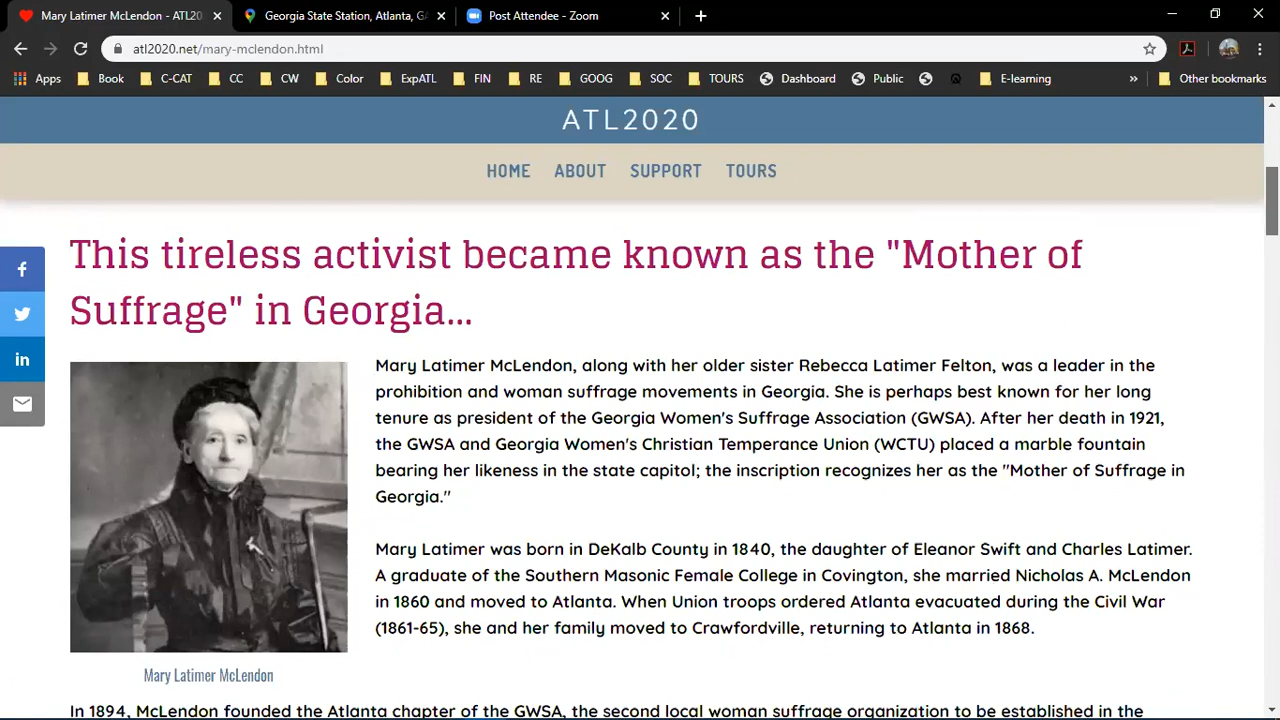 Mary Latimer McLendon - ATL20
Georgia State Station, Atlanta, GA
Post Attendee - Zoom
atl2020.net/mary-mclendon.html
Apps Book C-CAT CC CW Color ExpATL FIN RE GOOG SOC TOURS Dashboard Public E-learning » Other bookmarks
ATL2020
HOME ABOUT SUPPORT TOURS
This tireless activist became known as the "Mother of
Suffrage" in Georgia...
Mary Latimer McLendon, along with her older sister Rebecca Latimer Felton, was a leader in the
prohibition and woman suffrage movements in Georgia. She is perhaps best known for her long
tenure as president of the Georgia Women's Suffrage Association (GWSA). After her death in 1921,
the GWSA and Georgia Women's Christian Temperance Union (WCTU) placed a marble fountain
bearing her likeness in the state capitol; the inscription recognizes her as the "Mother of Suffrage in
Georgia."
Mary Latimer was born in DeKalb County in 1840, the daughter of Eleanor Swift and Charles Latimer.
A graduate of the Southern Masonic Female College in Covington, she married Nicholas A. McLendon
in 1860 and moved to Atlanta. When Union troops ordered Atlanta evacuated during the Civil War
(1861-65), she and her family moved to Crawfordville, returning to Atlanta in 1868.
Mary Latimer McLendon
In 1894, McLendon founded the Atlanta chapter of the GWSA, the second local woman suffrage organization to be established in the